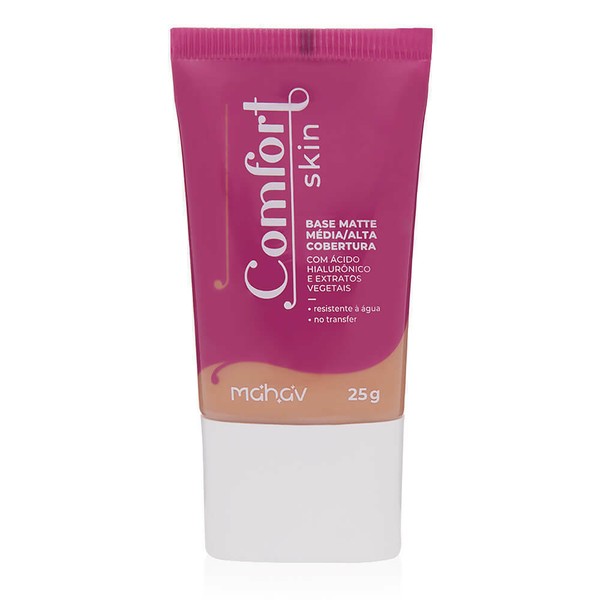 Comfort
skin
BASE MATTE
MÉDIA/ALTA
COBERTURA
COM ÁCIDO
HIALURÔNICO
E EXTRATOS
VEGETAIS
• resistente à água
• no transfer
mahav
25g